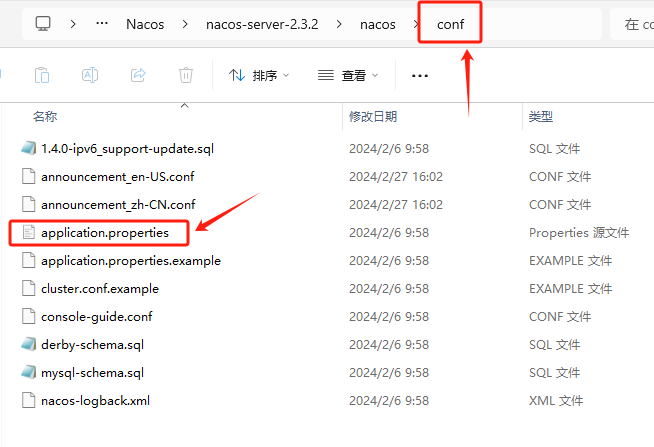 ··· Nacos nacos-server-2.3.2 nacos conf 在 co
排序 查看 ···
名称 修改日期 类型
1.4.0-ipv6_support-update.sql 2024/2/6 9:58 SQL 文件
announcement_en-US.conf 2024/2/27 16:02 CONF 文件
announcement_zh-CN.conf 2024/2/27 16:02 CONF 文件
application.properties 2024/2/6 9:58 Properties 源文件
application.properties.example 2024/2/6 9:58 EXAMPLE 文件
cluster.conf.example 2024/2/6 9:58 EXAMPLE 文件
console-guide.conf 2024/2/6 9:58 CONF 文件
derby-schema.sql 2024/2/6 9:58 SQL 文件
mysql-schema.sql 2024/2/6 9:58 SQL 文件
nacos-logback.xml 2024/2/6 9:58 XML 文件